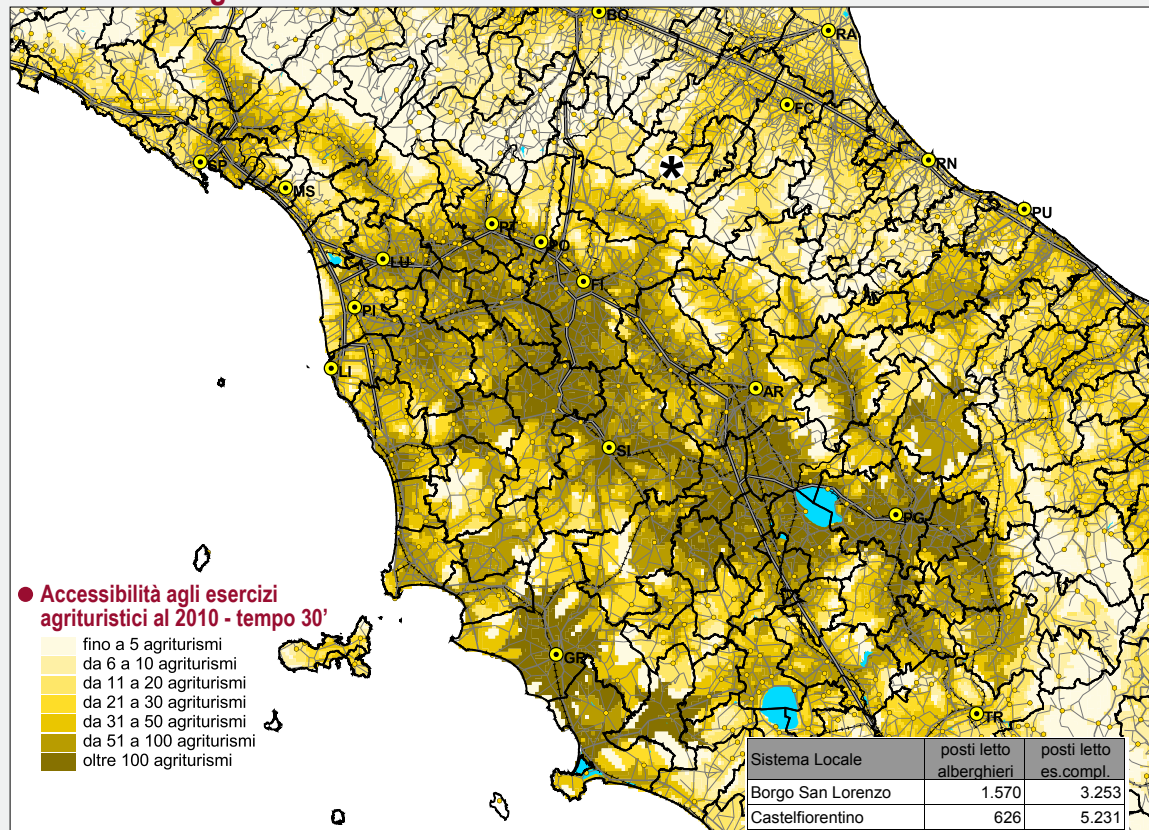 BO
RA
FC
SP
RN
MS
PU
PT
PO
LU
FI
PI
LI
AR
SI
PG
● Accessibilità agli esercizi
agrituristici al 2010 - tempo 30’
fino a 5 agriturismi
da 6 a 10 agriturismi
da 11 a 20 agriturismi
da 21 a 30 agriturismi
da 31 a 50 agriturismi
da 51 a 100 agriturismi
oltre 100 agriturismi
GR
TR
Sistema Locale posti letto alberghieri posti letto es.compl.
Borgo San Lorenzo 1.570 3.253
Castelfiorentino 626 5.231